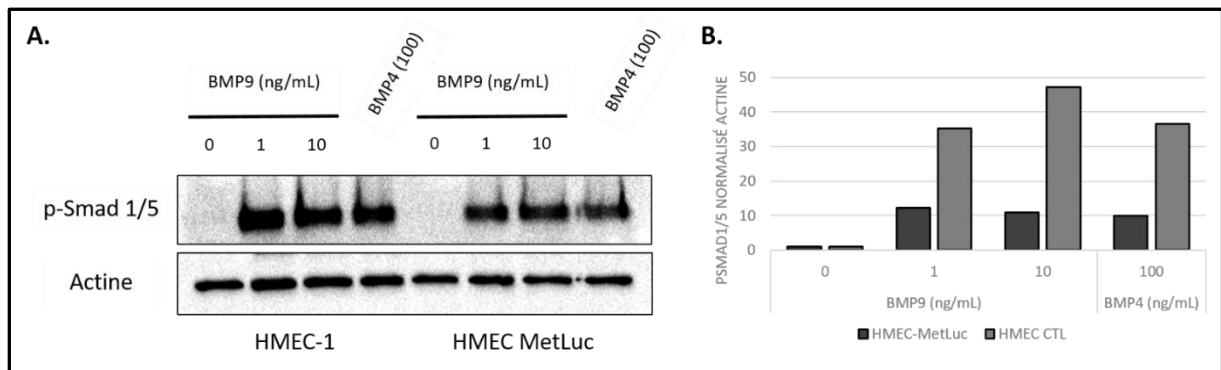 A.
BMP9 (ng/mL)
BMP4 (100)
BMP9 (ng/mL)
BMP4 (100)
0 1 10 0 1 10
p-Smad 1/5
Actine
HMEC-1 HMEC MetLuc
B.
PSMAD1/5 NORMALISÉ ACTINE
50
40
30
20
10
0
0 1 10 100
BMP9 (ng/mL) BMP4 (ng/mL)
HMEC-MetLuc HMEC CTL